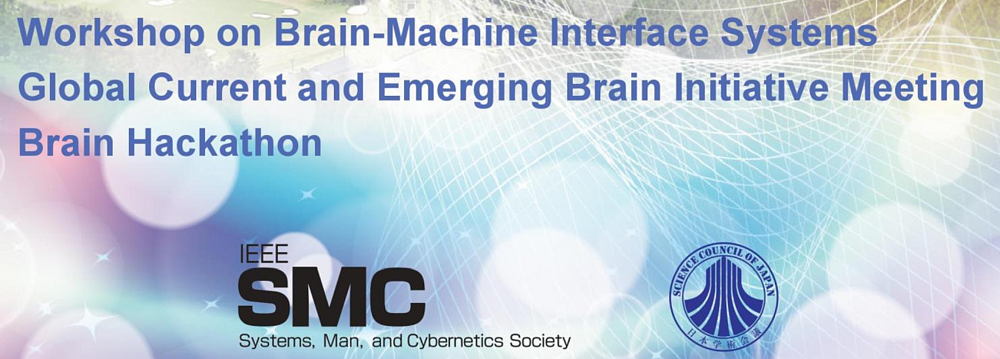 Workshop on Brain-Machine Interface Systems
Global Current and Emerging Brain Initiative Meeting
Brain Hackathon
IEEE
SMC
Systems, Man, and Cybernetics Society
SCIENCE COUNCIL OF JAPAN
日本学術会議